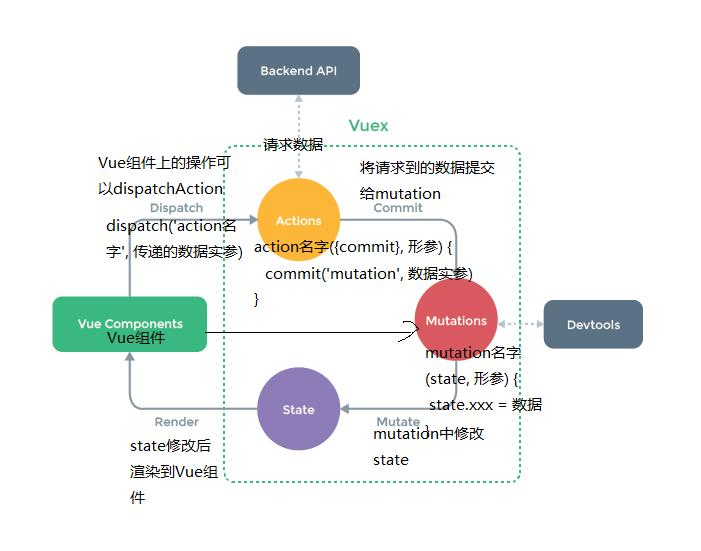 Backend API
Vuex
请求数据
Vue组件上的操作可
以dispatchAction
将请求到的数据提交
给mutation
Dispatch
Actions
Commit
dispatch('action名
字', 传递的数据实参)
action名字({commit}, 形参) {
commit('mutation', 数据实参)
}
Vue Components
Vue组件
Mutations
Devtools
mutation名字
(state, 形参) {
state.xxx = 数据
}
State
Render
Mutate
mutation中修改
state
state修改后
渲染到Vue组
件